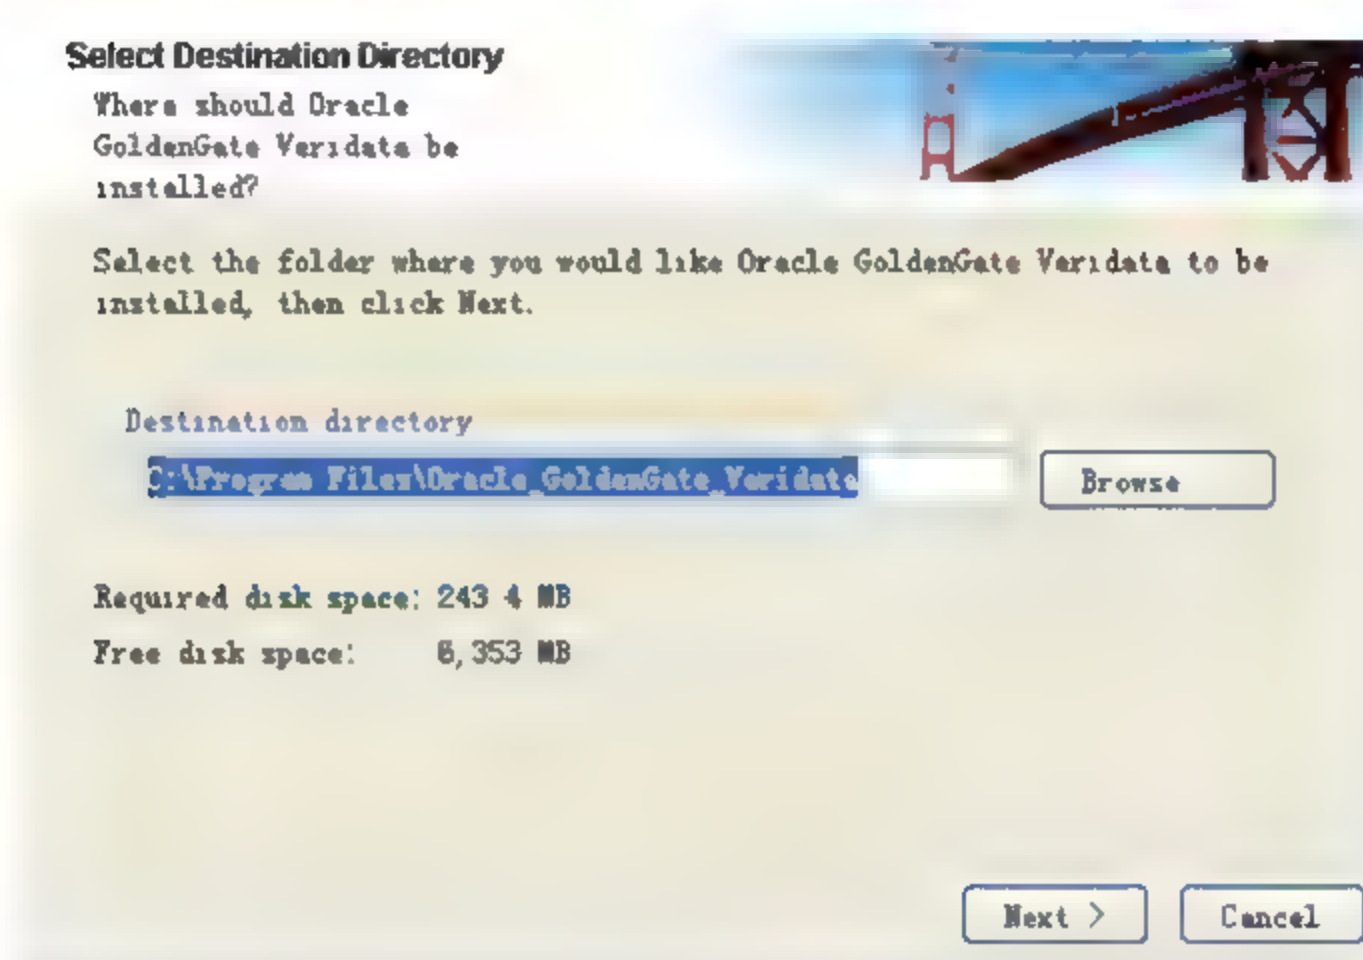 Select Destination Directory
Where should Oracle
GoldenGate Veridata be
installed?
Select the folder where you would like Oracle GoldenGate Veridata to be
installed, then click Next.
Destination directory
C:\Program Files\Oracle_GoldenGate_Veridata
Browse
Required disk space: 243.4 MB
Free disk space: 6,353 MB
Next >
Cancel